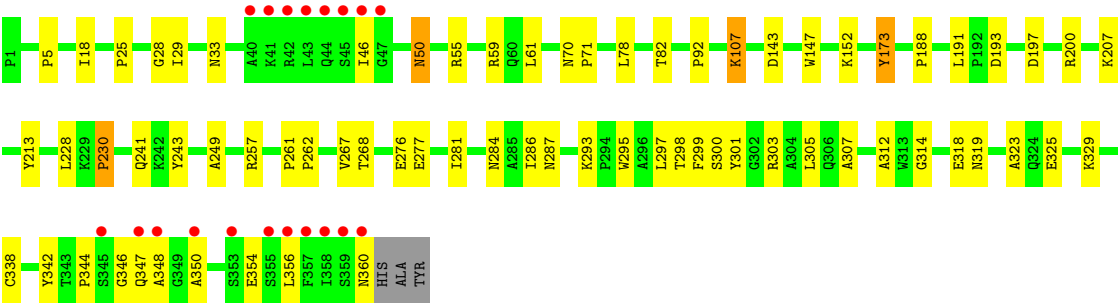 P1 P5 I18 P25 G28 I29 N33 A40 K41 R42 L43 Q44 S45 I46 G47 N50 R55 R59 Q60 L61 N70 P71 L78 T82 P92 K107 D143 W147 K152 Y173 P188 L191 P192 D193 D197 R200 K207
Y213 L228 K229 P230 Q241 K242 Y243 A249 R257 P261 P262 V267 T268 E276 E277 I281 N284 A285 I286 N287 K293 P294 W295 A296 L297 T298 F299 S300 Y301 G302 R303 A304 L305 Q306 A307 A312 W313 G314 E318 N319 A323 Q324 E325 K329
C338 Y342 T343 P344 S345 G346 Q347 A348 G349 A350 S353 E354 S355 L356 F357 I358 S359 N360 HIS ALA TYR